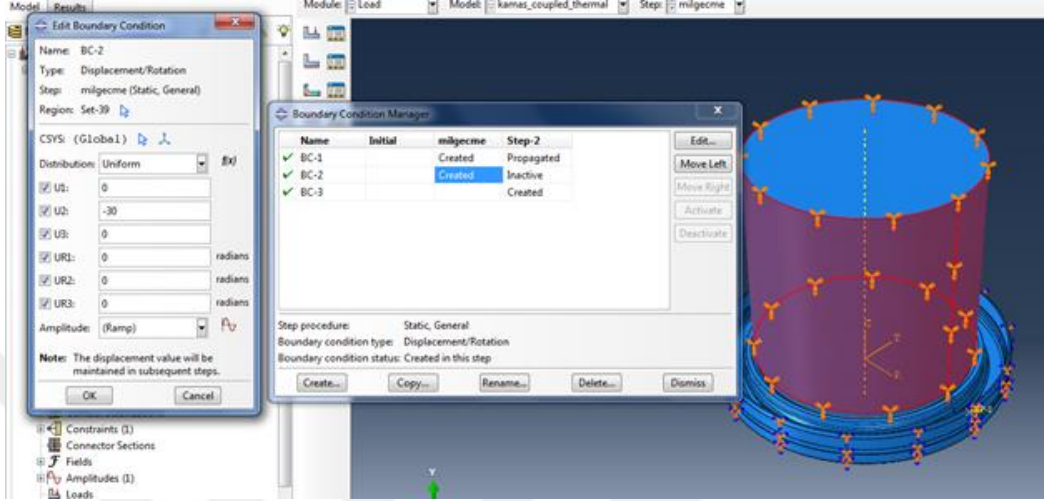 Model Results
Module: Load Model: kamas_coupled_thermal Step: milgecme
Edit Boundary Condition
Name: BC-2
Type: Displacement/Rotation
Step: milgecme (Static, General)
Region: Set-39
CSYS: (Global)
Distribution: Uniform f(x)
U1: 0
U2: -30
U3: 0
UR1: 0 radians
UR2: 0 radians
UR3: 0 radians
Amplitude: (Ramp)
Note: The displacement value will be
maintained in subsequent steps.
OK Cancel
Boundary Condition Manager
Name Initial milgecme Step-2
BC-1 Created Propagated
BC-2 Created Inactive
BC-3 Created
Edit...
Move Left
Move Right
Activate
Deactivate
Step procedure: Static, General
Boundary condition type: Displacement/Rotation
Boundary condition status: Created in this step
Create... Copy... Rename... Delete... Dismiss
Constraints (1)
Connector Sections
Fields
Amplitudes (1)
Loads
T
Y